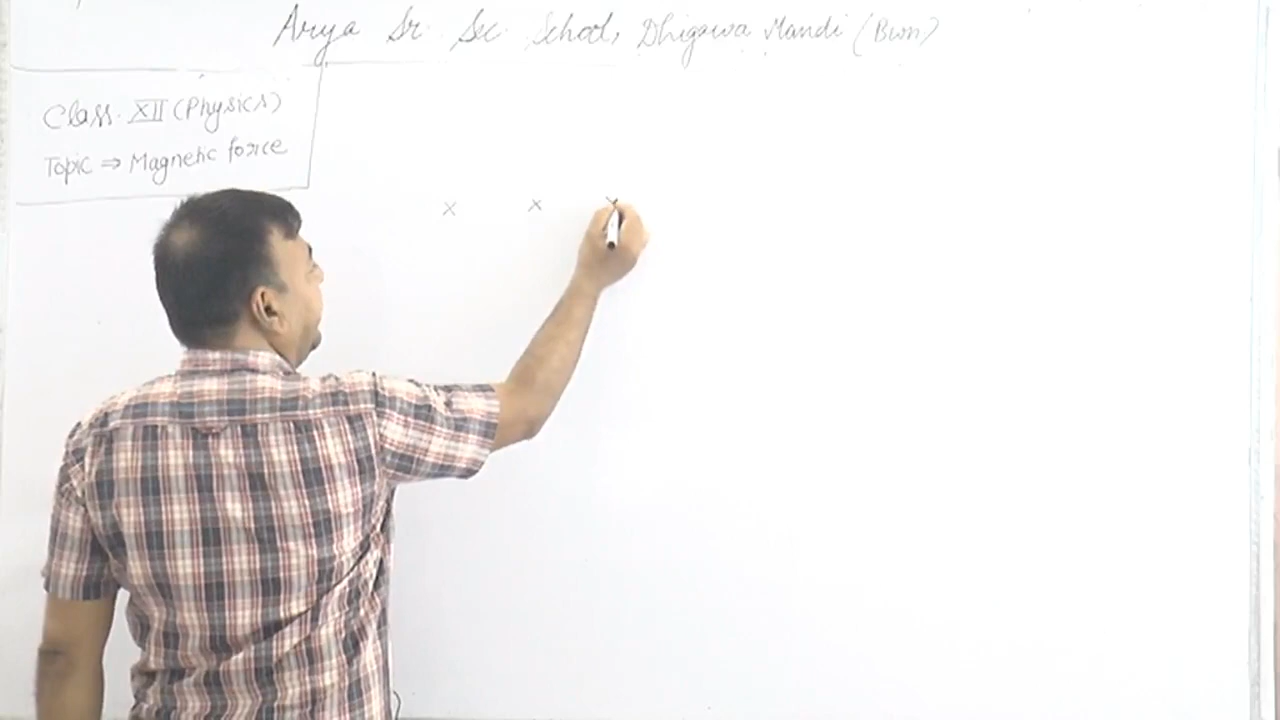 Arya Sr. Sec. School, Dhigawa Mandi (Bwn)
Class. XII (Physics)
Topic ⇒ Magnetic force
× × ×